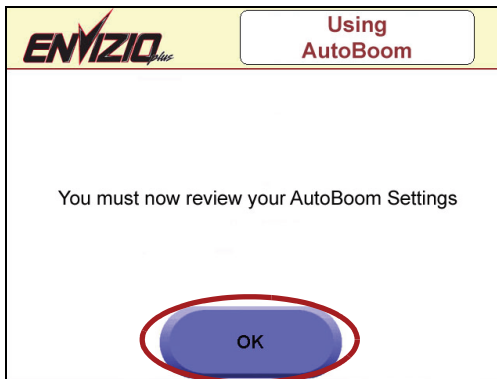 ENVIZIO plus
Using
AutoBoom
You must now review your AutoBoom Settings
OK